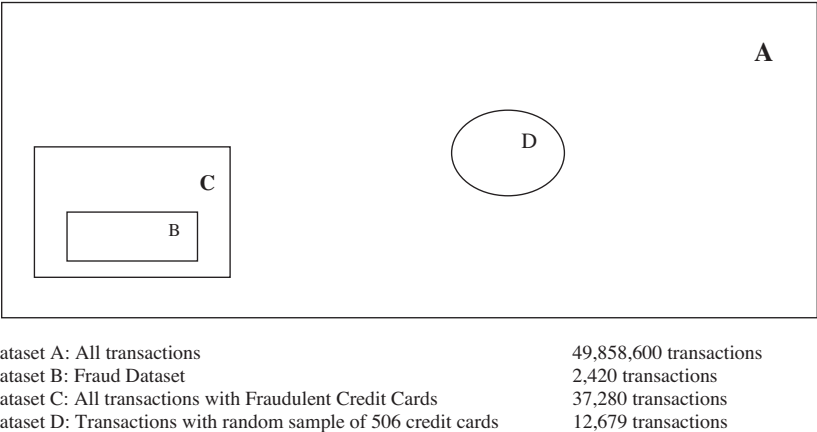 A
D
C
B
ataset A: All transactions 49,858,600 transactions
ataset B: Fraud Dataset 2,420 transactions
ataset C: All transactions with Fraudulent Credit Cards 37,280 transactions
ataset D: Transactions with random sample of 506 credit cards 12,679 transactions